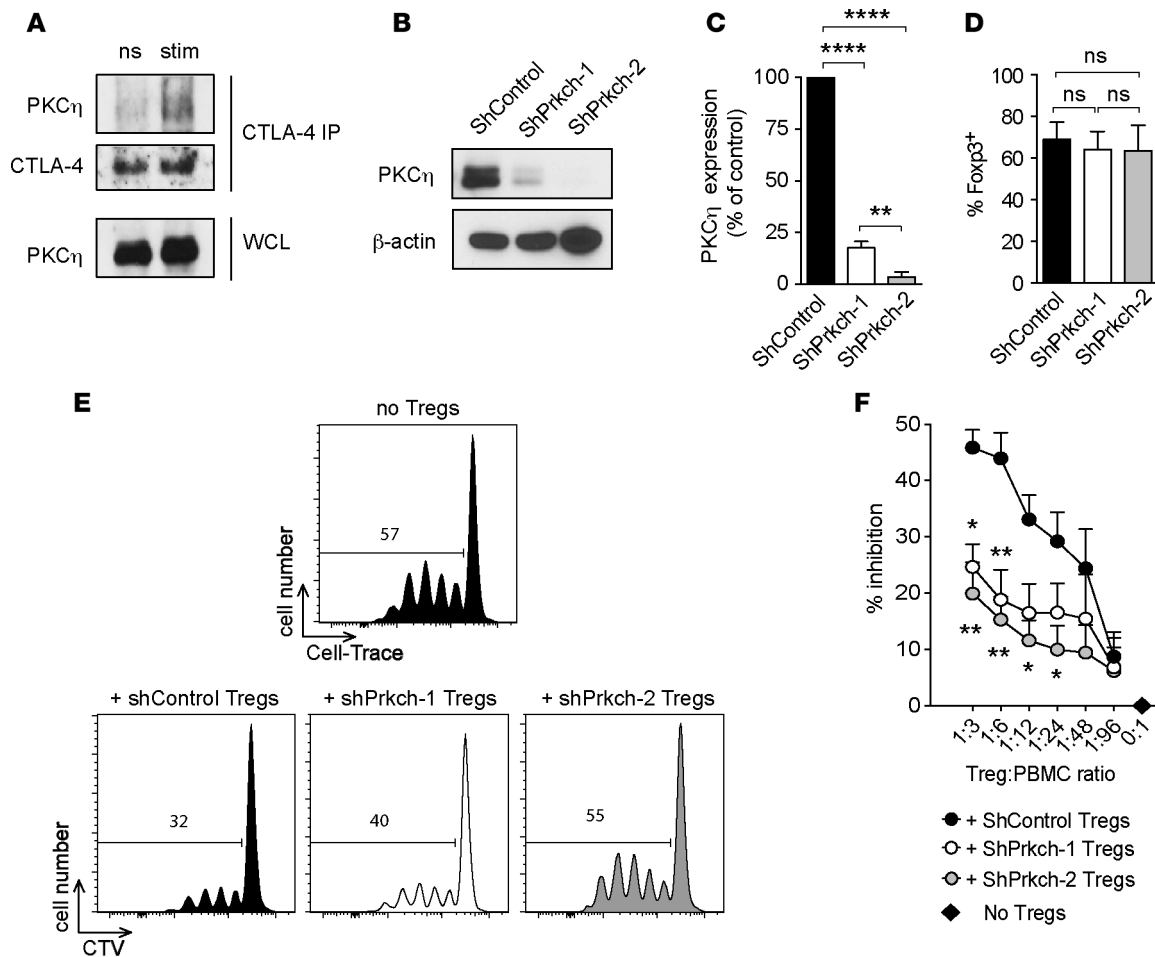 A
ns stim
PKCη
CTLA-4 IP
CTLA-4
PKCη
WCL
B
ShControl
ShPrkch-1
ShPrkch-2
PKCη
β-actin
C
****
****
**
PKCη expression
(% of control)
100
75
50
25
0
ShControl
ShPrkch-1
ShPrkch-2
D
ns
ns ns
% Foxp3+
100
80
60
40
20
0
ShControl
ShPrkch-1
ShPrkch-2
E
no Tregs
57
cell number
Cell-Trace
+ shControl Tregs
+ shPrkch-1 Tregs
+ shPrkch-2 Tregs
32
40
55
cell number
CTV
F
50
40
30
20
10
0
% inhibition
*
**
**
**
*
*
1:3
1:6
1:12
1:24
1:48
1:96
0:1
Treg:PBMC ratio
+ ShControl Tregs
+ ShPrkch-1 Tregs
+ ShPrkch-2 Tregs
No Tregs